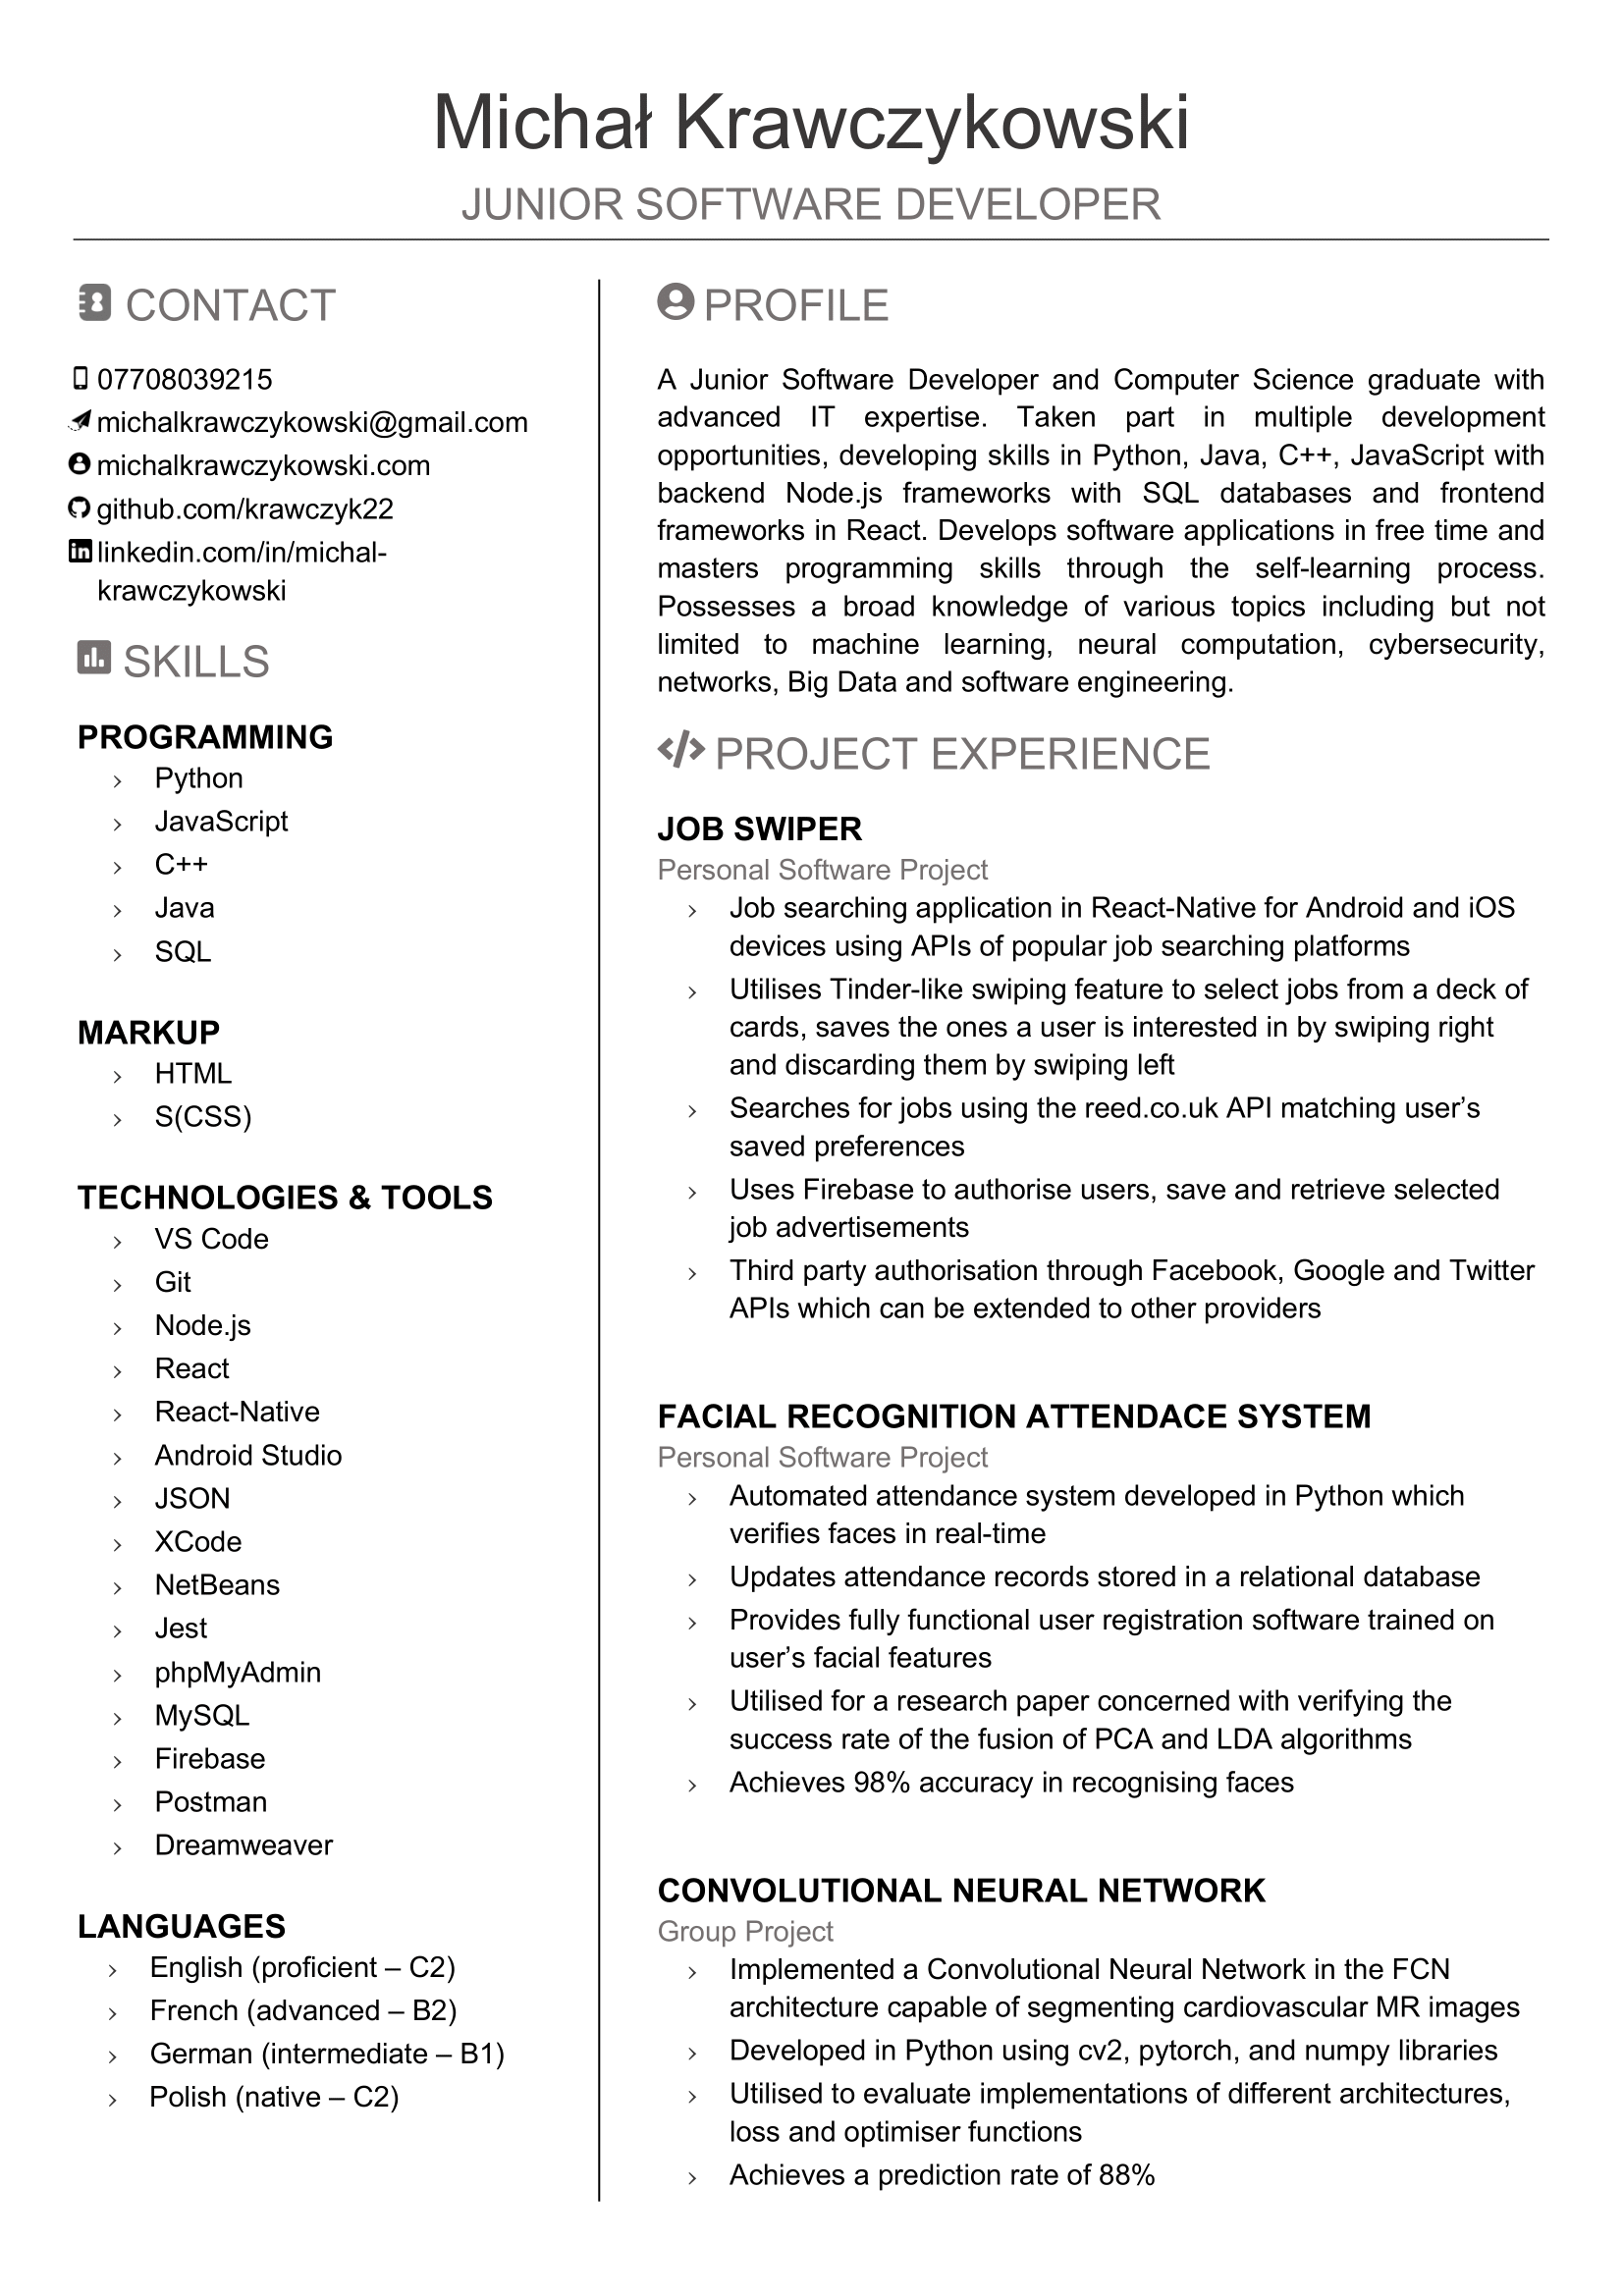 Michał Krawczykowski
JUNIOR SOFTWARE DEVELOPER
CONTACT
07708039215
michalkrawczykowski@gmail.com
michalkrawczykowski.com
github.com/krawczyk22
linkedin.com/in/michal-
krawczykowski
SKILLS
PROGRAMMING
› Python
› JavaScript
› C++
› Java
› SQL
MARKUP
› HTML
› S(CSS)
TECHNOLOGIES & TOOLS
› VS Code
› Git
› Node.js
› React
› React-Native
› Android Studio
› JSON
› XCode
› NetBeans
› Jest
› phpMyAdmin
› MySQL
› Firebase
› Postman
› Dreamweaver
LANGUAGES
› English (proficient – C2)
› French (advanced – B2)
› German (intermediate – B1)
› Polish (native – C2)
PROFILE
A Junior Software Developer and Computer Science graduate with
advanced IT expertise. Taken part in multiple development
opportunities, developing skills in Python, Java, C++, JavaScript with
backend Node.js frameworks with SQL databases and frontend
frameworks in React. Develops software applications in free time and
masters programming skills through the self-learning process.
Possesses a broad knowledge of various topics including but not
limited to machine learning, neural computation, cybersecurity,
networks, Big Data and software engineering.
</> PROJECT EXPERIENCE
JOB SWIPER
Personal Software Project
› Job searching application in React-Native for Android and iOS
devices using APIs of popular job searching platforms
› Utilises Tinder-like swiping feature to select jobs from a deck of
cards, saves the ones a user is interested in by swiping right
and discarding them by swiping left
› Searches for jobs using the reed.co.uk API matching user’s
saved preferences
› Uses Firebase to authorise users, save and retrieve selected
job advertisements
› Third party authorisation through Facebook, Google and Twitter
APIs which can be extended to other providers
FACIAL RECOGNITION ATTENDACE SYSTEM
Personal Software Project
› Automated attendance system developed in Python which
verifies faces in real-time
› Updates attendance records stored in a relational database
› Provides fully functional user registration software trained on
user’s facial features
› Utilised for a research paper concerned with verifying the
success rate of the fusion of PCA and LDA algorithms
› Achieves 98% accuracy in recognising faces
CONVOLUTIONAL NEURAL NETWORK
Group Project
› Implemented a Convolutional Neural Network in the FCN
architecture capable of segmenting cardiovascular MR images
› Developed in Python using cv2, pytorch, and numpy libraries
› Utilised to evaluate implementations of different architectures,
loss and optimiser functions
› Achieves a prediction rate of 88%